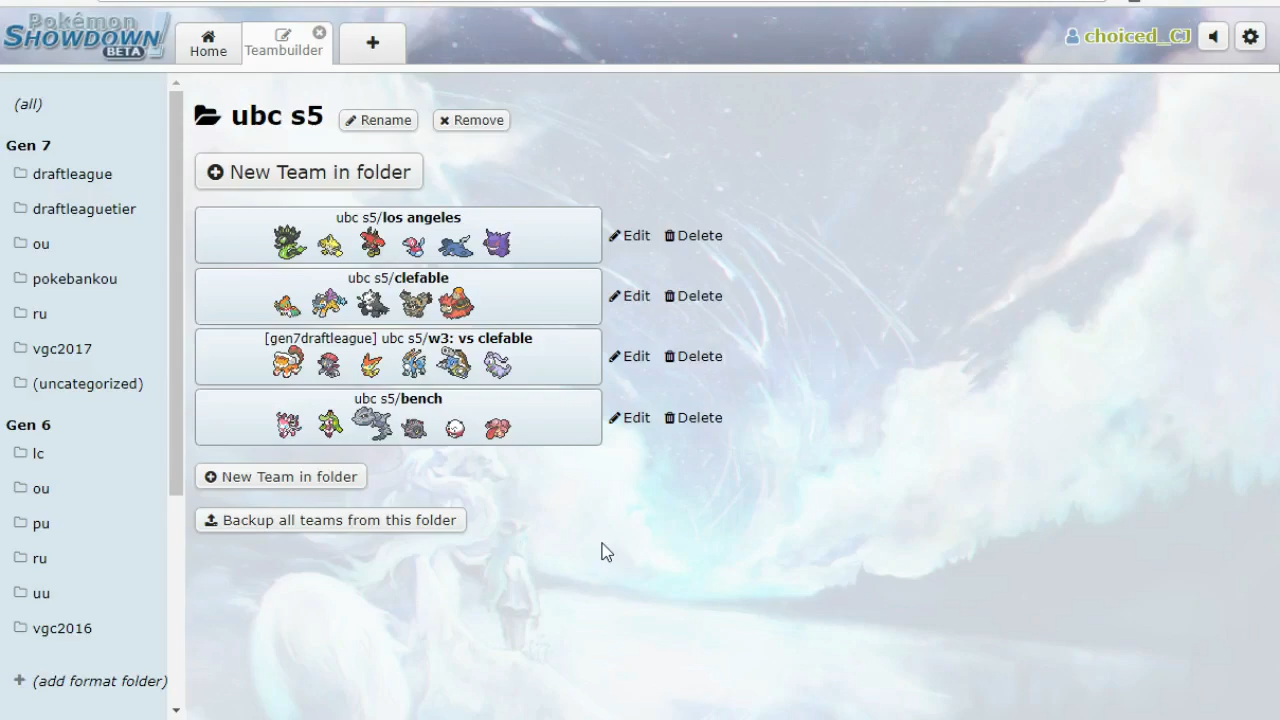 Pokémon
SHOWDOWN
BETA
Home
Teambuilder
choiced_CJ
(all)
Gen 7
draftleague
draftleaguetier
ou
pokebankou
ru
vgc2017
(uncategorized)
Gen 6
lc
ou
pu
ru
uu
vgc2016
(add format folder)
ubc s5
Rename
Remove
New Team in folder
ubc s5/los angeles
Edit Delete
ubc s5/clefable
Edit Delete
[gen7draftleague] ubc s5/w3: vs clefable
Edit Delete
ubc s5/bench
Edit Delete
New Team in folder
Backup all teams from this folder